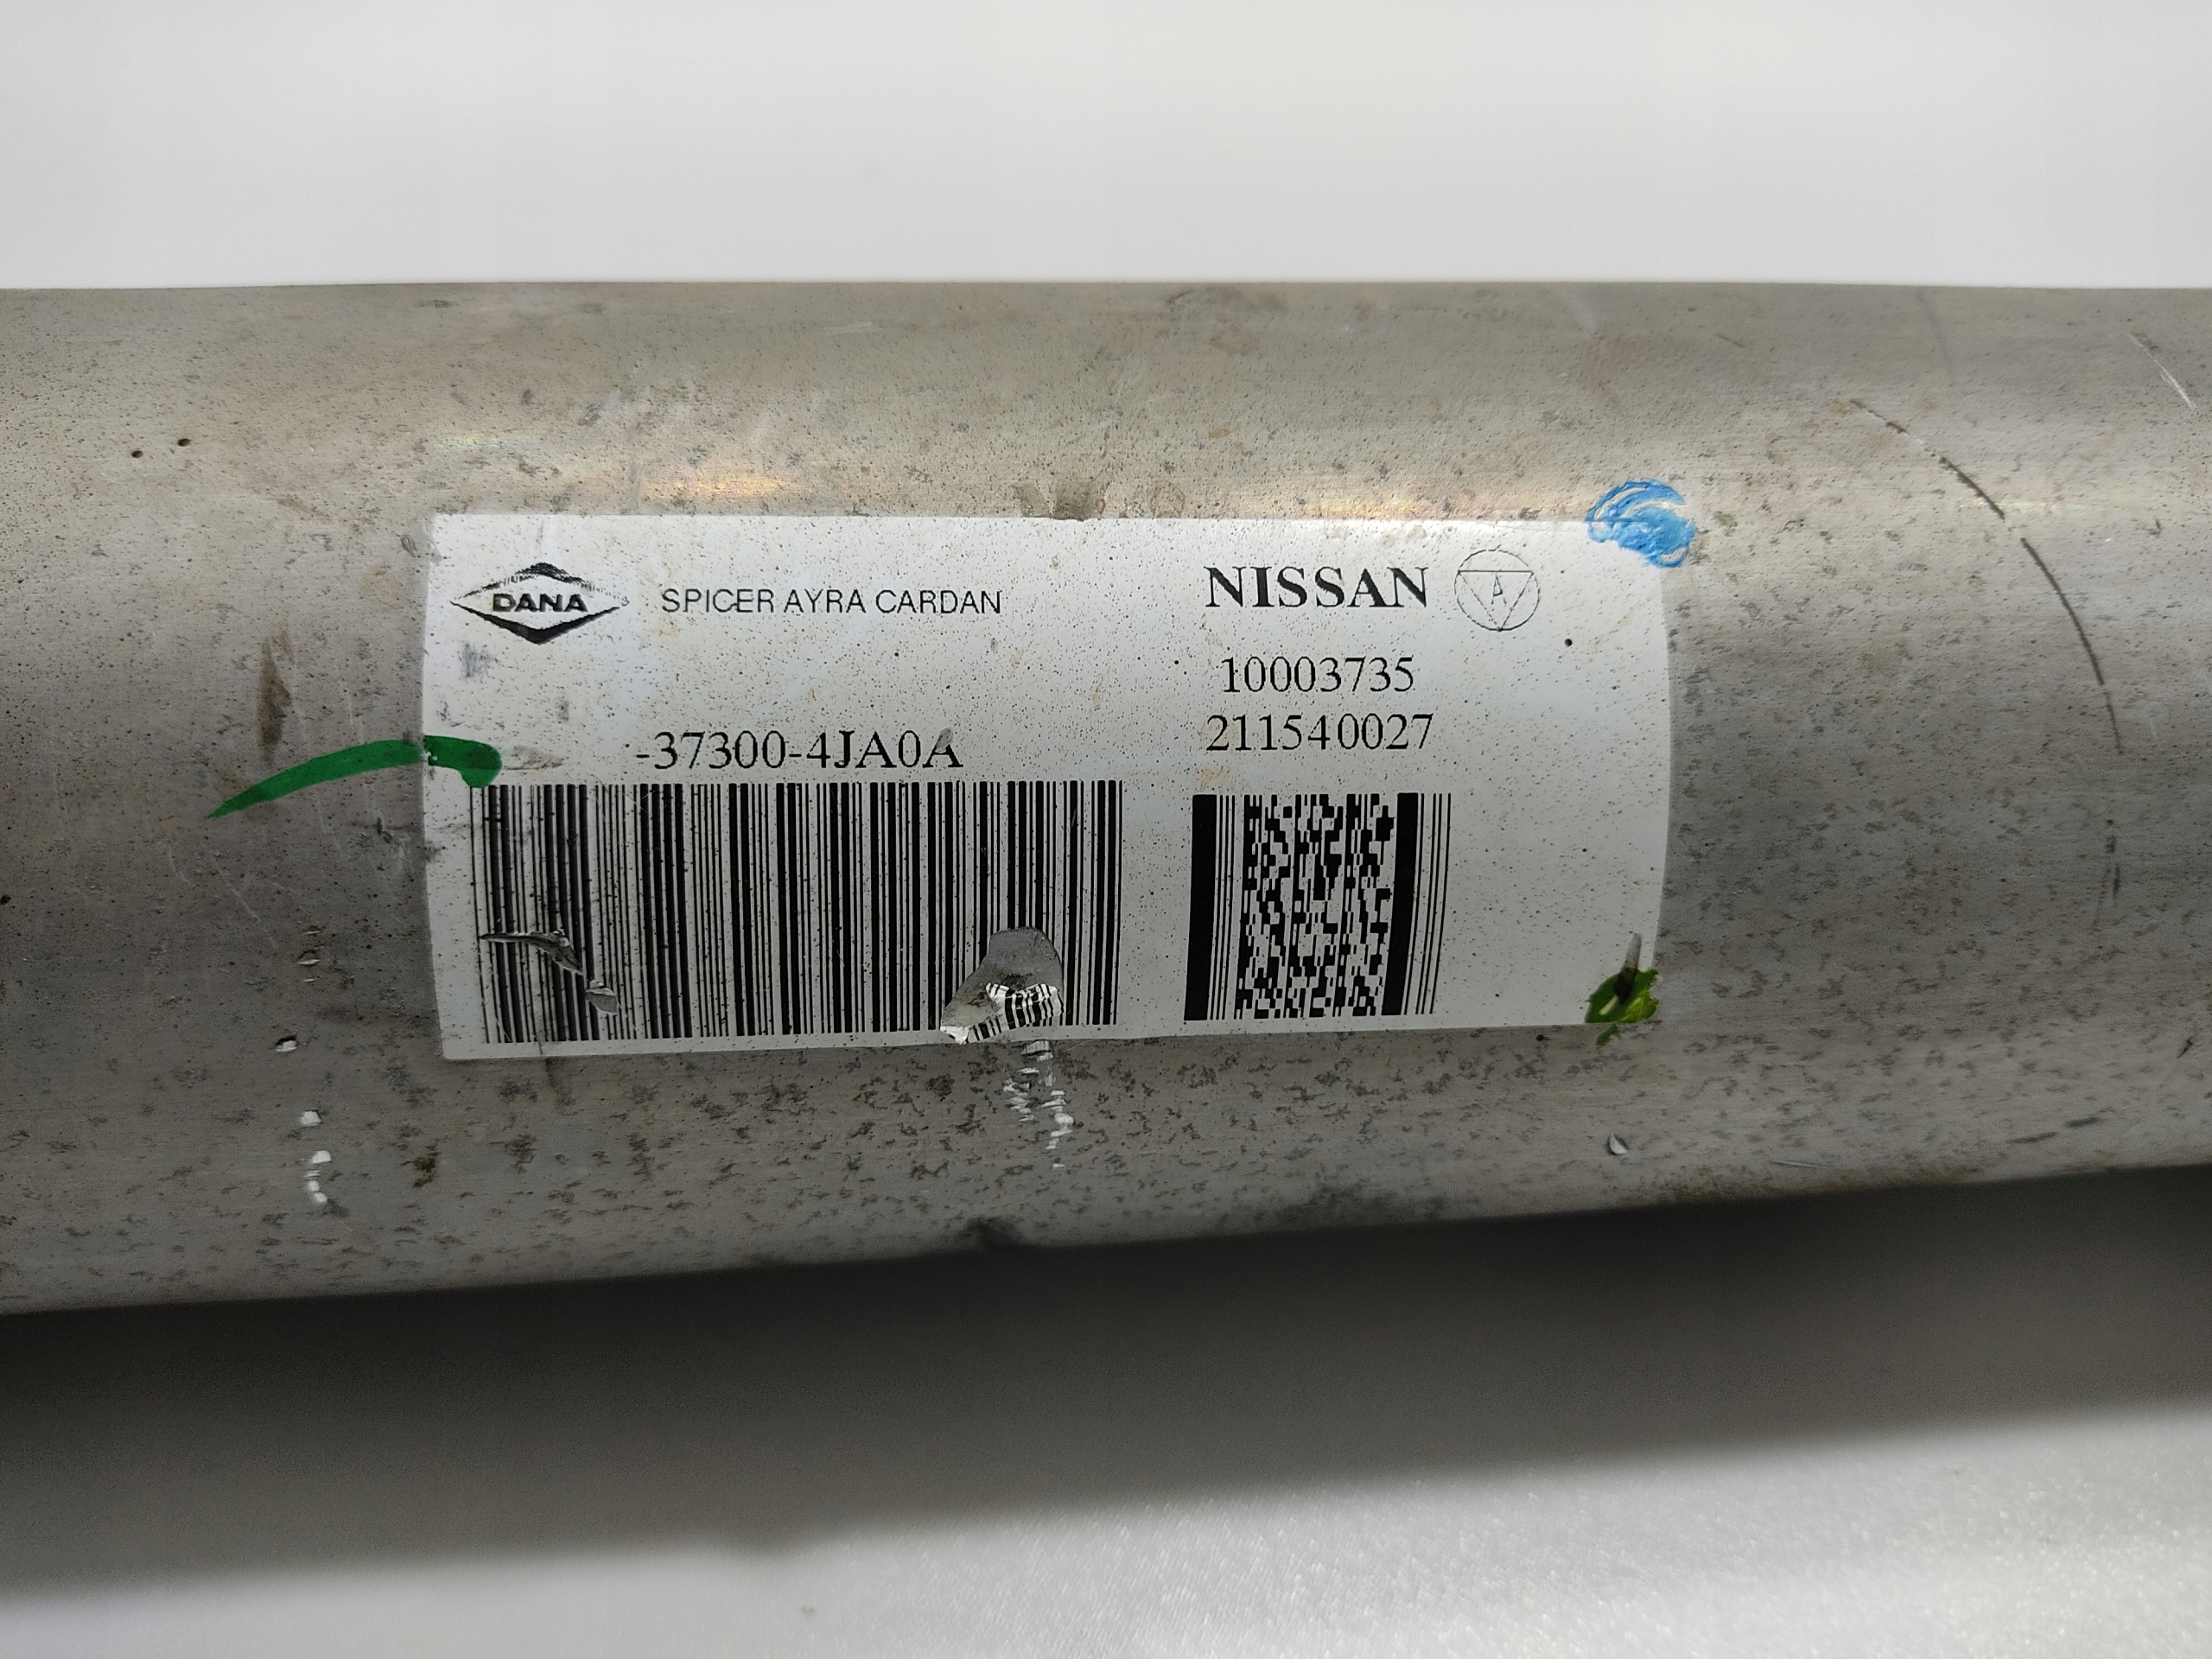 DANA
SPICER AYRA CARDAN
NISSAN A
10003735
211540027
-37300-4JA0A